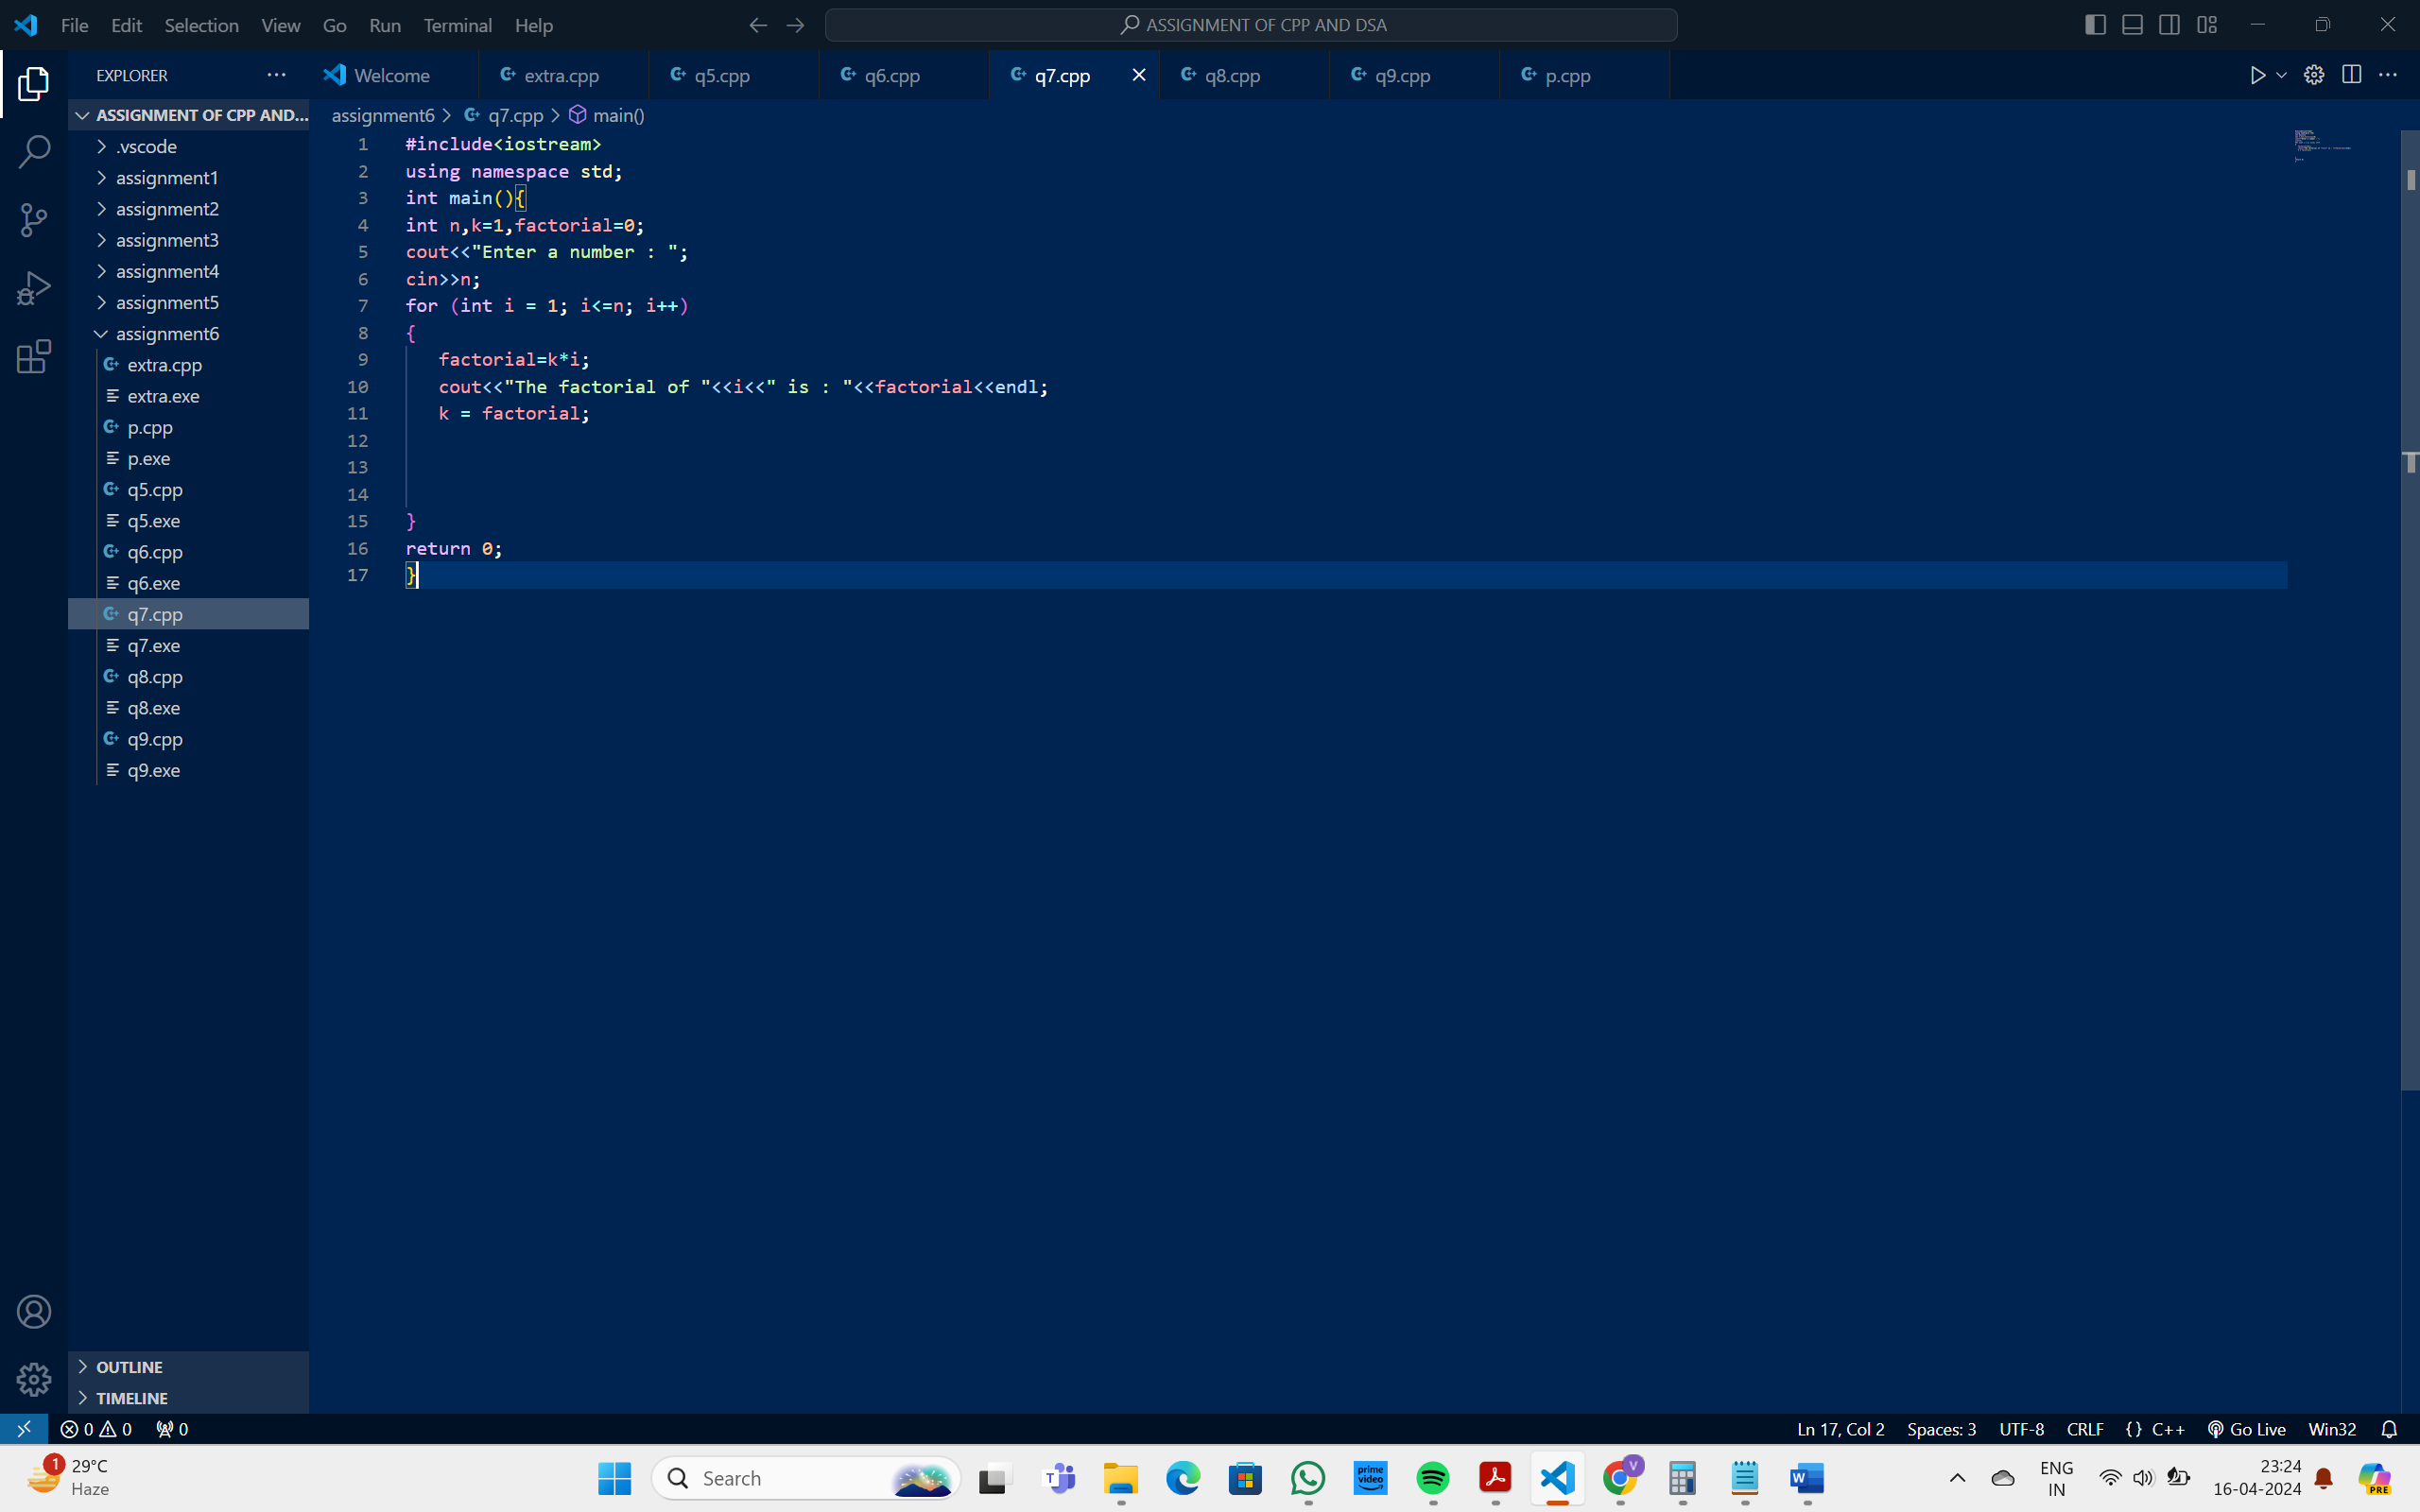 File Edit Selection View Go Run Terminal Help
ASSIGNMENT OF CPP AND DSA
EXPLORER
Welcome
extra.cpp
q5.cpp
q6.cpp
q7.cpp
q8.cpp
q9.cpp
p.cpp
ASSIGNMENT OF CPP AND...
.vscode
assignment1
assignment2
assignment3
assignment4
assignment5
assignment6
extra.cpp
extra.exe
p.cpp
p.exe
q5.cpp
q5.exe
q6.cpp
q6.exe
q7.cpp
q7.exe
q8.cpp
q8.exe
q9.cpp
q9.exe
OUTLINE
TIMELINE
assignment6 > q7.cpp > main()
1 #include<iostream>
2 using namespace std;
3 int main(){
4 int n,k=1,factorial=0;
5 cout<<"Enter a number : ";
6 cin>>n;
7 for (int i = 1; i<=n; i++)
8 {
9 factorial=k*i;
10 cout<<"The factorial of "<<i<<" is : "<<factorial<<endl;
11 k = factorial;
12
13
14
15 }
16 return 0;
17 }
0 0 0
Ln 17, Col 2 Spaces: 3 UTF-8 CRLF {} C++ Go Live Win32
1
29°C
Haze
Search
T
prime video
V
W
ENG
IN
23:24
16-04-2024
PRE